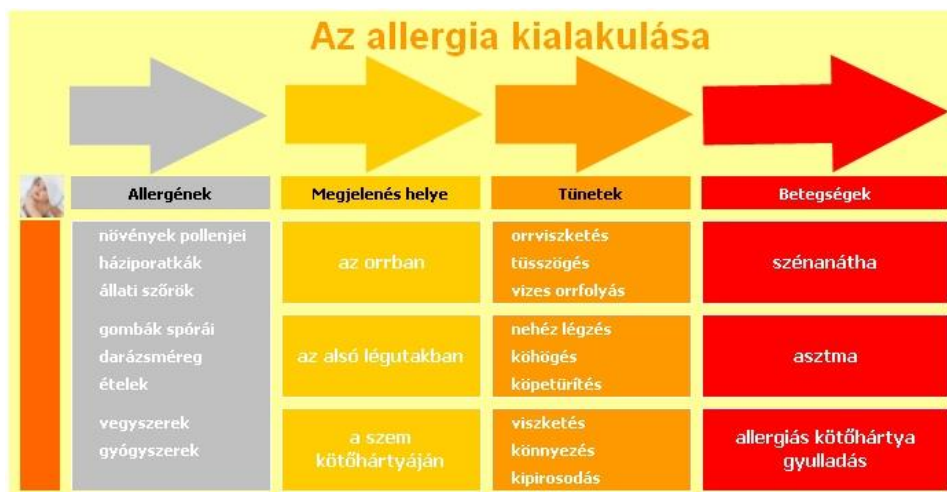 Az allergia kialakulása
Allergének
Megjelenés helye
Tünetek
Betegségek
növények pollenjei
háziporatkák
állati szőrök
az orrban
orrviszketés
tüsszögés
vizes orrfolyás
szénanátha
gombák spórái
darázsméreg
ételek
az alsó légutakban
nehéz légzés
köhögés
köpetürítés
asztma
vegyszerek
gyógyszerek
a szem
kötőhártyáján
viszketés
könnyezés
kipirosodás
allergiás kötőhártya
gyulladás